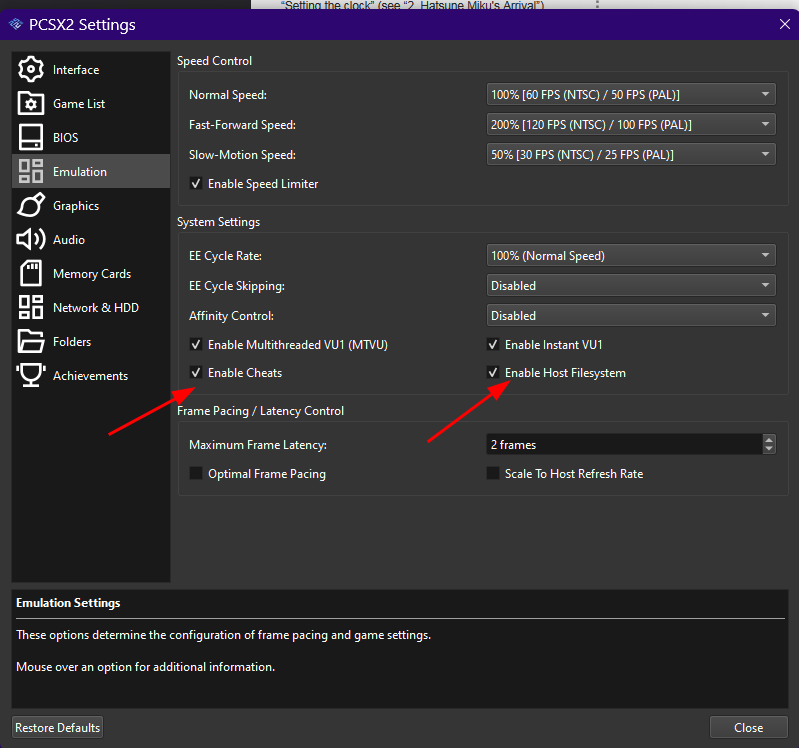 "Setting the clock" (see "2. Hatsune Miku's Arrival")
PCSX2 Settings
Interface
Game List
BIOS
Emulation
Graphics
Audio
Memory Cards
Network & HDD
Folders
Achievements
Speed Control
Normal Speed: 100% [60 FPS (NTSC) / 50 FPS (PAL)]
Fast-Forward Speed: 200% [120 FPS (NTSC) / 100 FPS (PAL)]
Slow-Motion Speed: 50% [30 FPS (NTSC) / 25 FPS (PAL)]
Enable Speed Limiter
System Settings
EE Cycle Rate: 100% (Normal Speed)
EE Cycle Skipping: Disabled
Affinity Control: Disabled
Enable Multithreaded VU1 (MTVU) Enable Instant VU1
Enable Cheats Enable Host Filesystem
Frame Pacing / Latency Control
Maximum Frame Latency: 2 frames
Optimal Frame Pacing Scale To Host Refresh Rate
Emulation Settings
These options determine the configuration of frame pacing and game settings.
Mouse over an option for additional information.
Restore Defaults Close